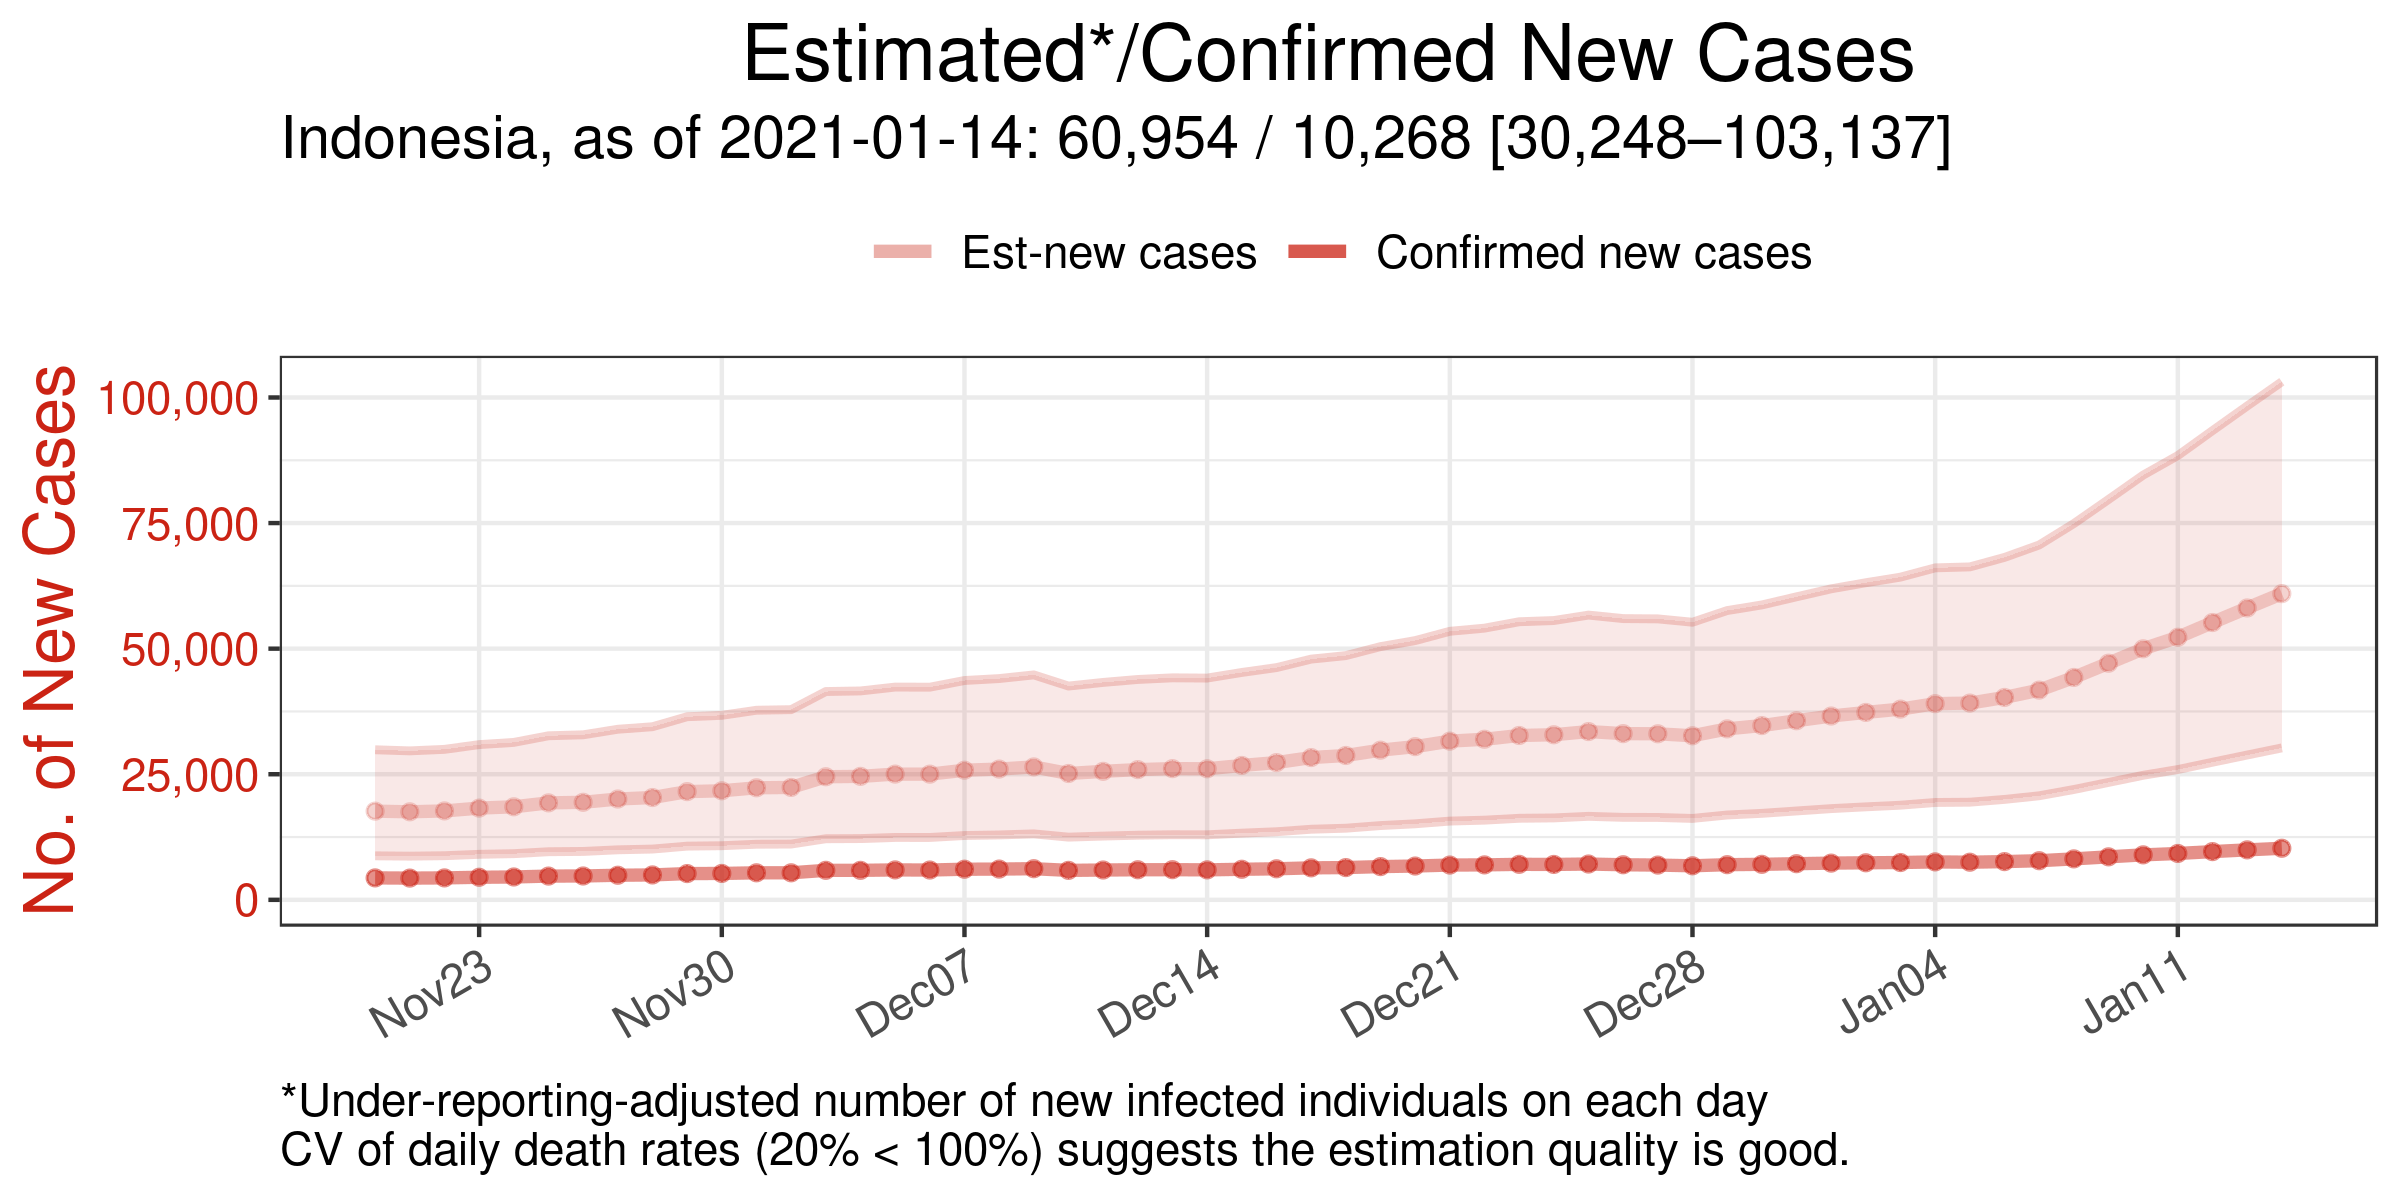 Estimated*/Confirmed New Cases
Indonesia, as of 2021-01-14: 60,954 / 10,268 [30,248–103,137]
Est-new cases Confirmed new cases
No. of New Cases
100,000
75,000
50,000
25,000
0
Nov23 Nov30 Dec07 Dec14 Dec21 Dec28 Jan04 Jan11
*Under-reporting-adjusted number of new infected individuals on each day
CV of daily death rates (20% < 100%) suggests the estimation quality is good.